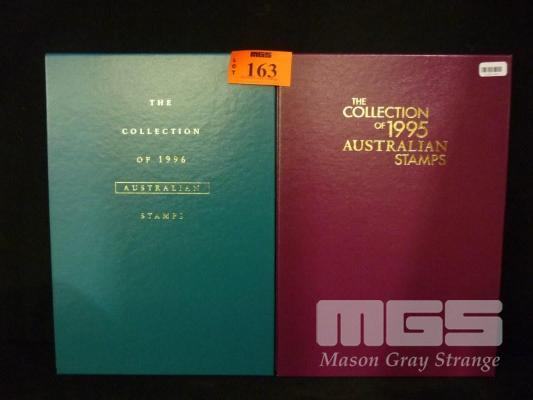 MGS
LOT
163
THE
COLLECTION
OF 1996
AUSTRALIAN
STAMPS
THE
COLLECTION
OF 1995
AUSTRALIAN
STAMPS
MGS
Mason Gray Strange